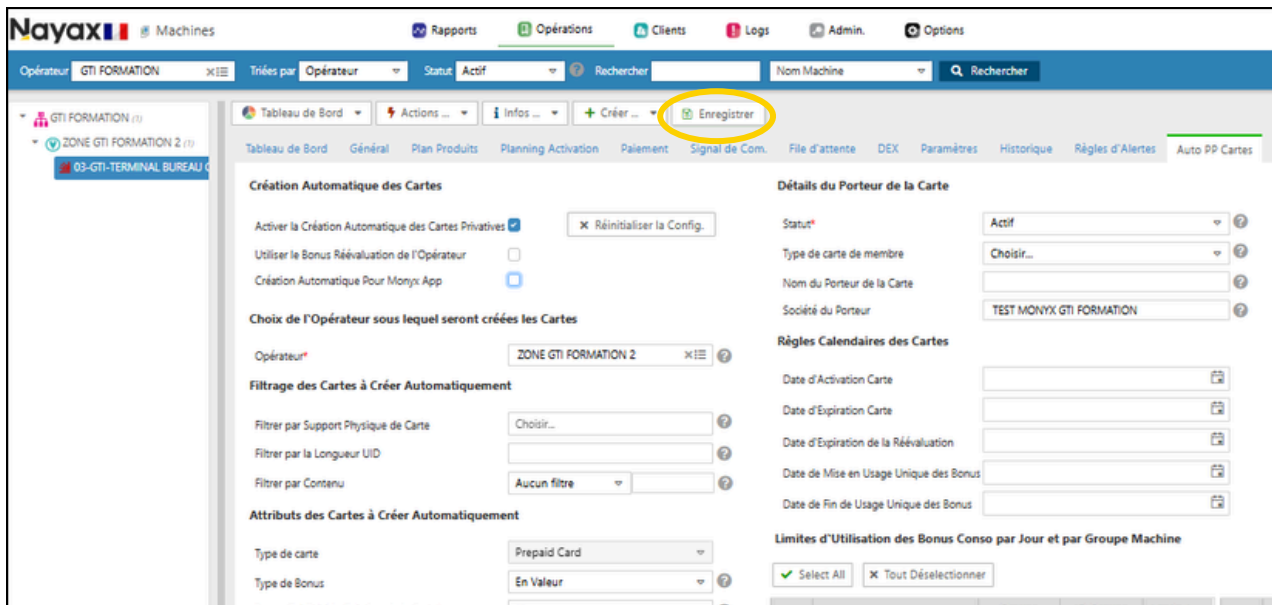 Nayax Machines Rapports Opérations Clients Logs Admin. Options
Opérateur GTI FORMATION Triées par Opérateur Statut Actif Rechercher Nom Machine Rechercher
GTI FORMATION (1)
ZONE GTI FORMATION 2 (1)
03-GTI-TERMINAL BUREAU
Tableau de Bord Actions ... Infos ... Créer ... Enregistrer
Tableau de Bord Général Plan Produits Planning Activation Paiement Signal de Com. File d'attente DEX Paramètres Historique Règles d'Alertes Auto PP Cartes
Création Automatique des Cartes
Activer la Création Automatique des Cartes Privatives Réinitialiser la Config.
Utiliser le Bonus Réévaluation de l'Opérateur
Création Automatique Pour Monyx App
Choix de l'Opérateur sous lequel seront créées les Cartes
Opérateur* ZONE GTI FORMATION 2
Filtrage des Cartes à Créer Automatiquement
Filtrer par Support Physique de Carte Choisir...
Filtrer par la Longueur UID
Filtrer par Contenu Aucun filtre
Attributs des Cartes à Créer Automatiquement
Type de carte Prepaid Card
Type de Bonus En Valeur
Détails du Porteur de la Carte
Statut* Actif
Type de carte de membre Choisir...
Nom du Porteur de la Carte
Société du Porteur TEST MONYX GTI FORMATION
Règles Calendaires des Cartes
Date d'Activation Carte
Date d'Expiration Carte
Date d'Expiration de la Réévaluation
Date de Mise en Usage Unique des Bonus
Date de Fin de Usage Unique des Bonus
Limites d'Utilisation des Bonus Conso par Jour et par Groupe Machine
Select All Tout Déselectionner